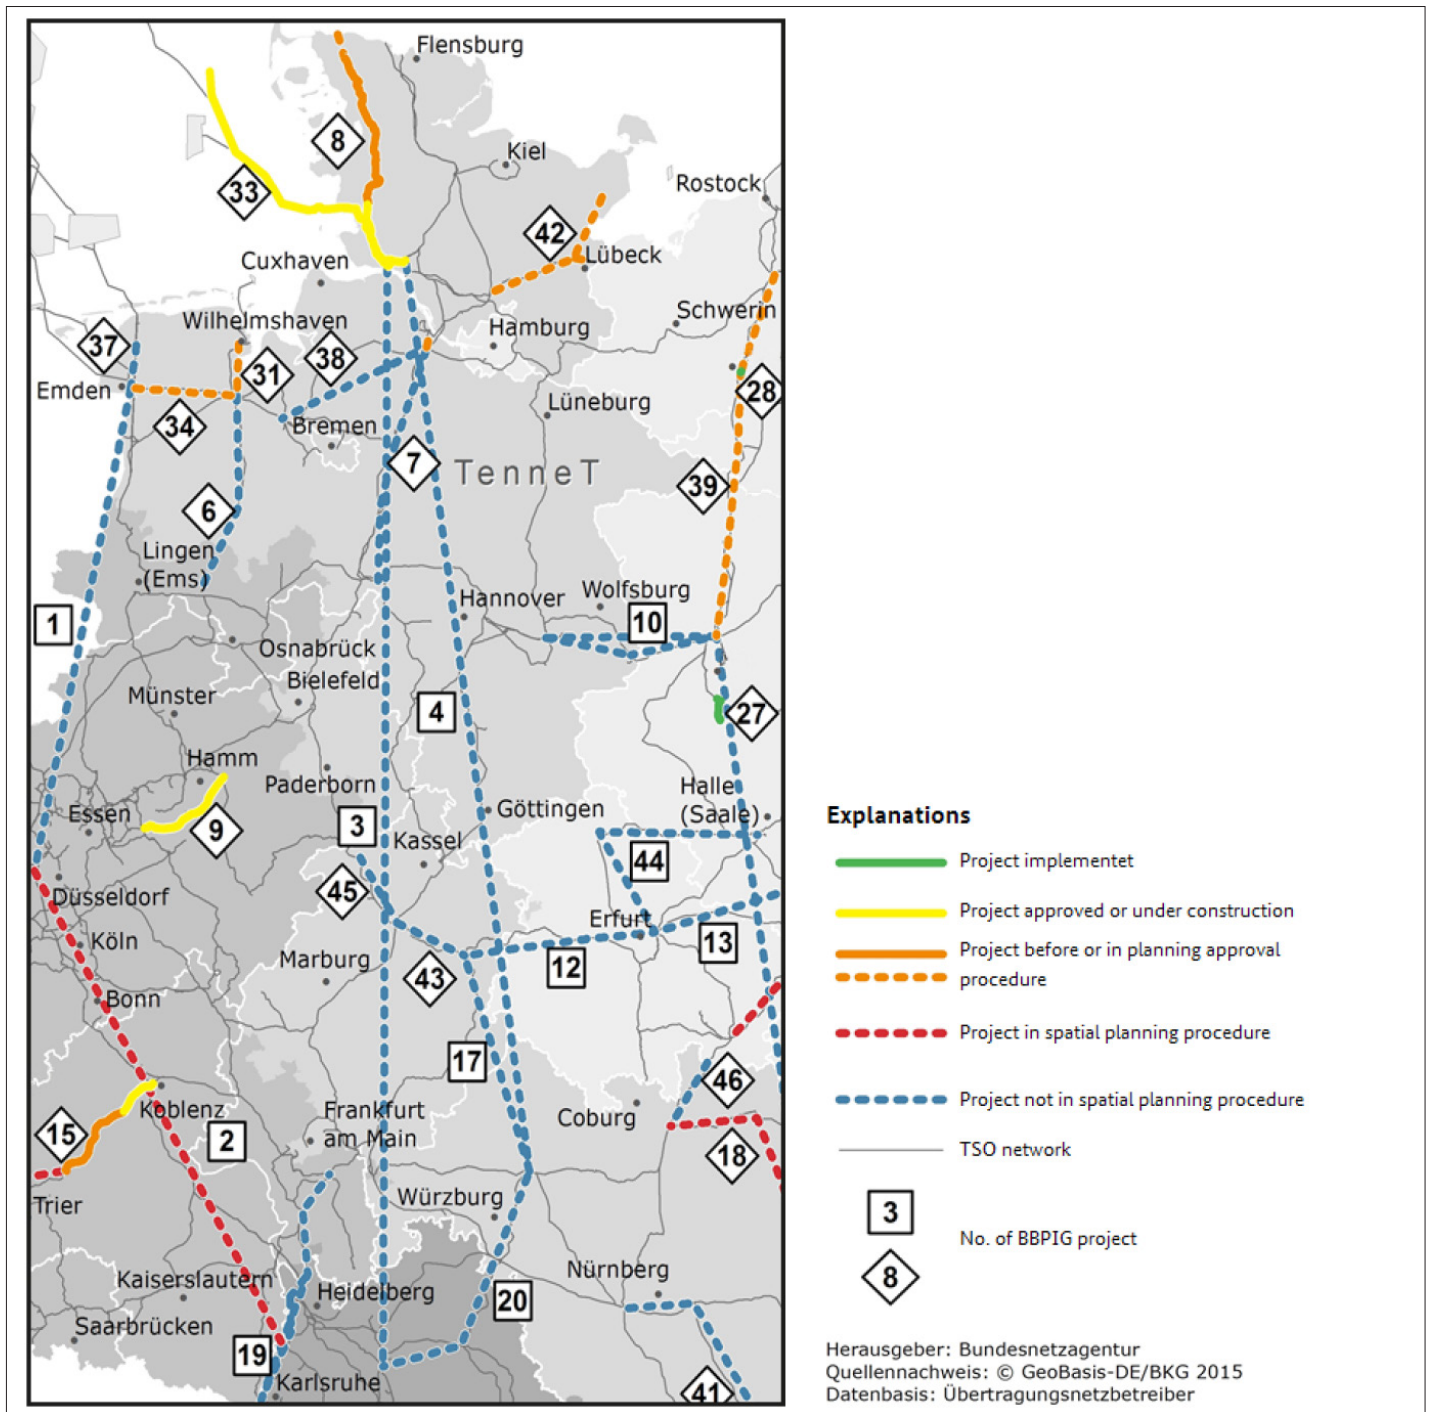 Flensburg
8
Kiel
33
Rostock
42
Lübeck
Cuxhaven
Schwerin
Wilhelmshaven
Hamburg
37
38
31
Emden
28
Lüneburg
34
Bremen
7
TenneT
39
6
Lingen
(Ems)
Wolfsburg
Hannover
1
10
Osnabrück
Bielefeld
Münster
4
27
Hamm
Paderborn
Halle
(Saale)
Essen
9
3
Göttingen
Kassel
44
45
Düsseldorf
Erfurt
Köln
13
Marburg
12
43
Bonn
17
46
Koblenz
Frankfurt
am Main
Coburg
15
2
18
Trier
Würzburg
Kaiserslautern
Nürnberg
Heidelberg
20
Saarbrücken
19
Karlsruhe
41
Explanations
Project implementet
Project approved or under construction
Project before or in planning approval
procedure
Project in spatial planning procedure
Project not in spatial planning procedure
TSO network
3
No. of BBPIG project
8
Herausgeber: Bundesnetzagentur
Quellennachweis: © GeoBasis-DE/BKG 2015
Datenbasis: Übertragungsnetzbetreiber